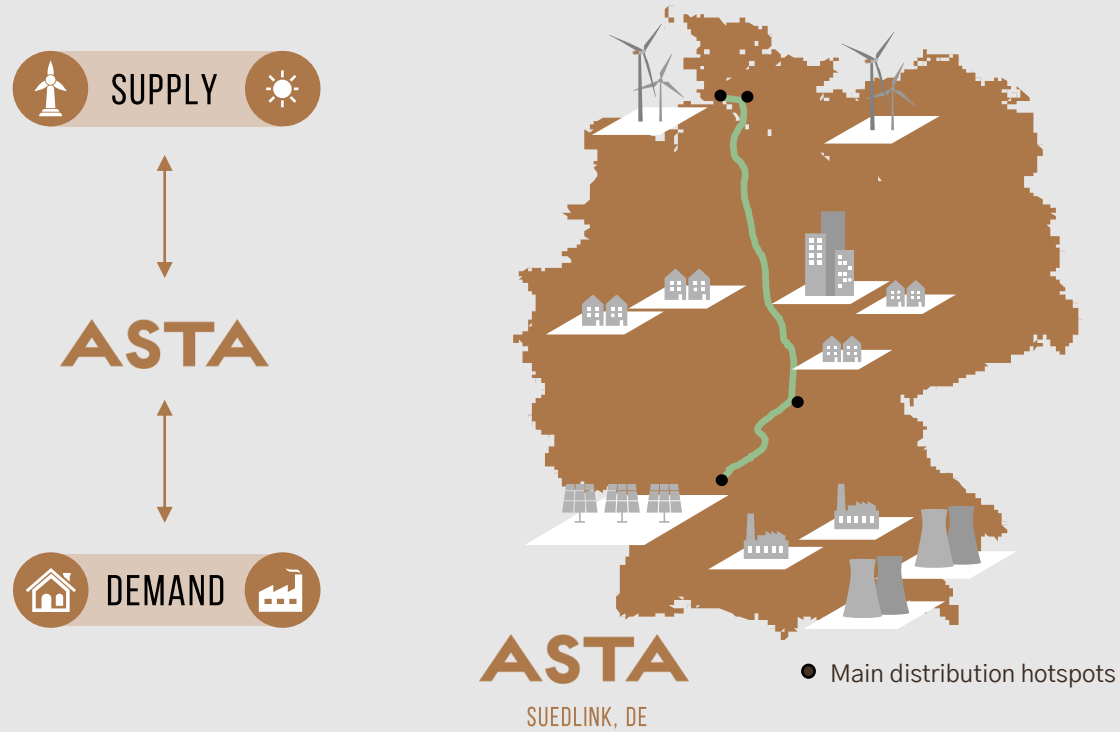 SUPPLY
ASTA
DEMAND
ASTA
SUEDLINK, DE
Main distribution hotspots